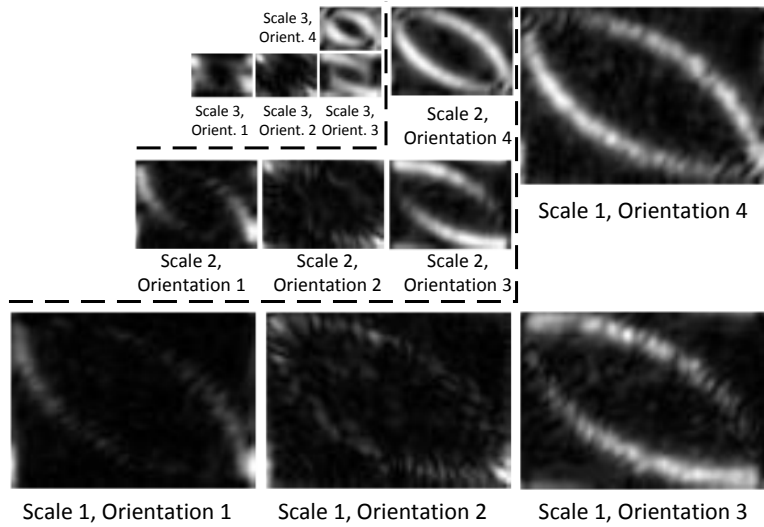 Scale 3,
Orient. 4
Scale 3,
Orient. 1
Scale 3,
Orient. 2
Scale 3,
Orient. 3
Scale 2,
Orientation 4
Scale 2,
Orientation 1
Scale 2,
Orientation 2
Scale 2,
Orientation 3
Scale 1, Orientation 4
Scale 1, Orientation 1
Scale 1, Orientation 2
Scale 1, Orientation 3